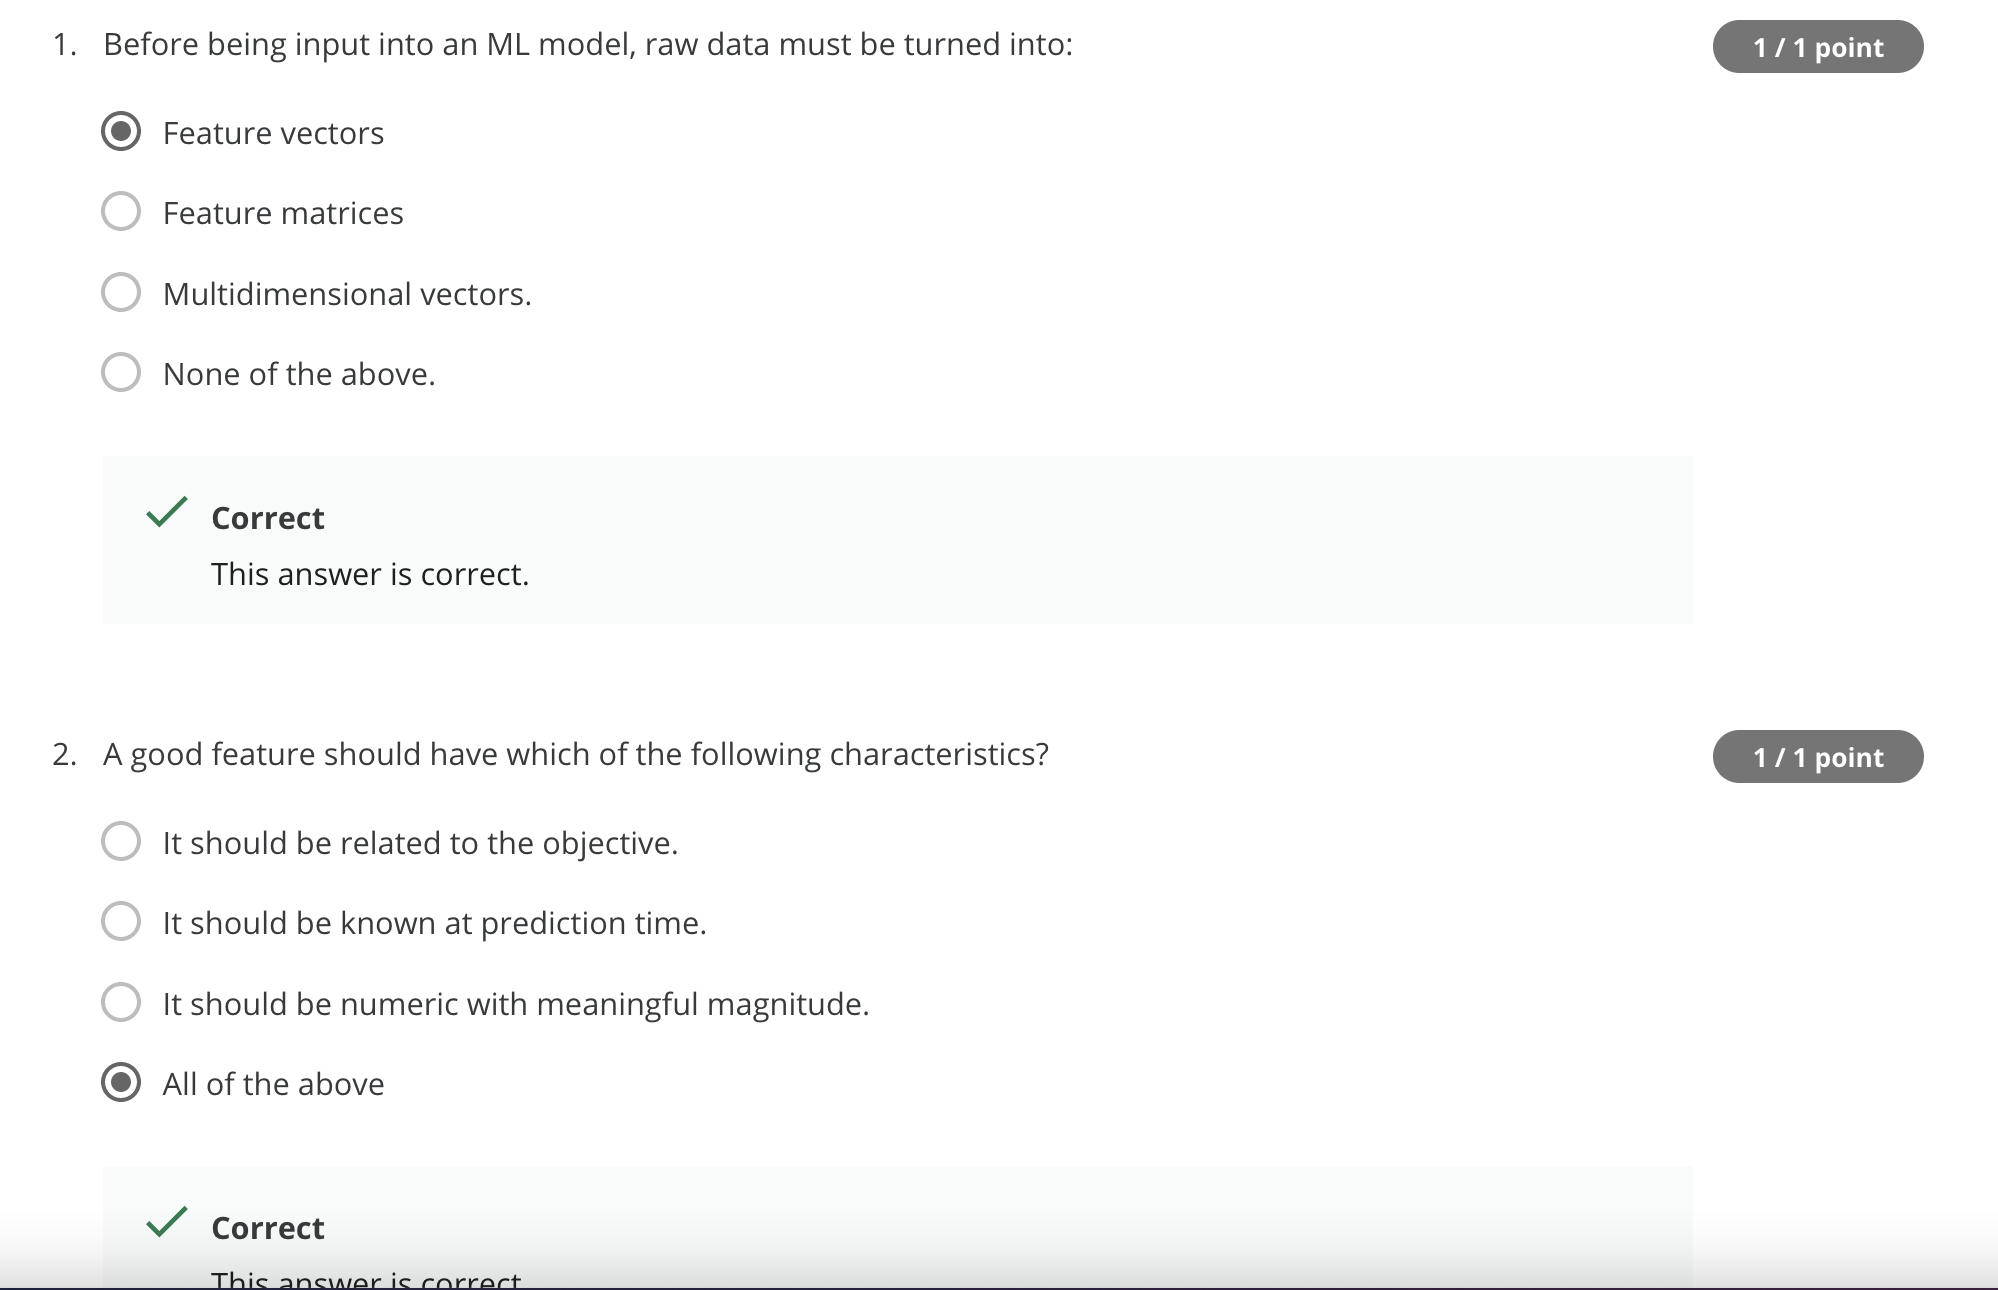 1. Before being input into an ML model, raw data must be turned into:
1 / 1 point
Feature vectors
Feature matrices
Multidimensional vectors.
None of the above.
Correct
This answer is correct.
2. A good feature should have which of the following characteristics?
1 / 1 point
It should be related to the objective.
It should be known at prediction time.
It should be numeric with meaningful magnitude.
All of the above
Correct
This answer is correct